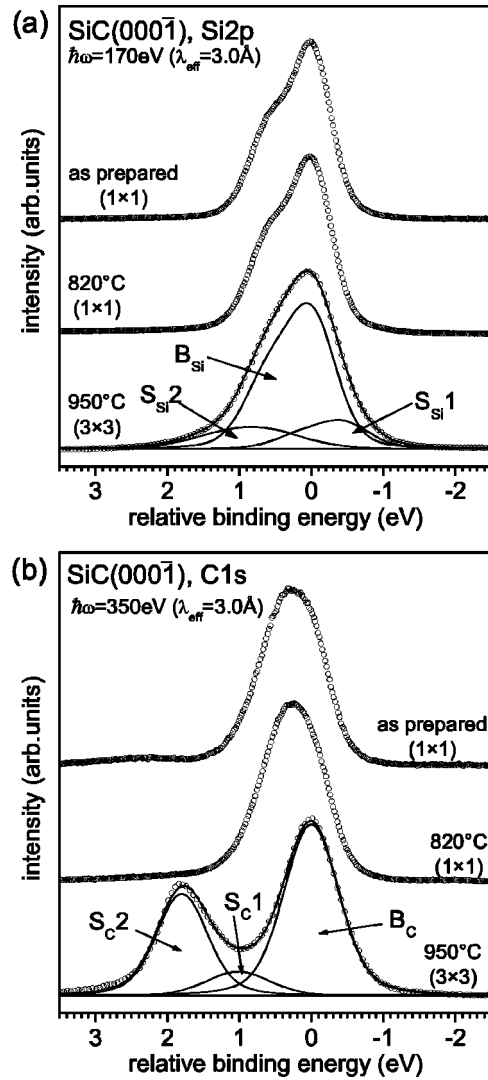 (a)
SiC(0001̄), Si2p
ħω=170eV (λeff=3.0Å)
as prepared
(1×1)
820°C
(1×1)
BSi
SSi2
SSi1
950°C
(3×3)
intensity (arb.units)
3 2 1 0 -1 -2
relative binding energy (eV)
(b)
SiC(0001̄), C1s
ħω=350eV (λeff=3.0Å)
as prepared
(1×1)
820°C
(1×1)
SC2
SC1
BC
950°C
(3×3)
intensity (arb.units)
3 2 1 0 -1 -2
relative binding energy (eV)